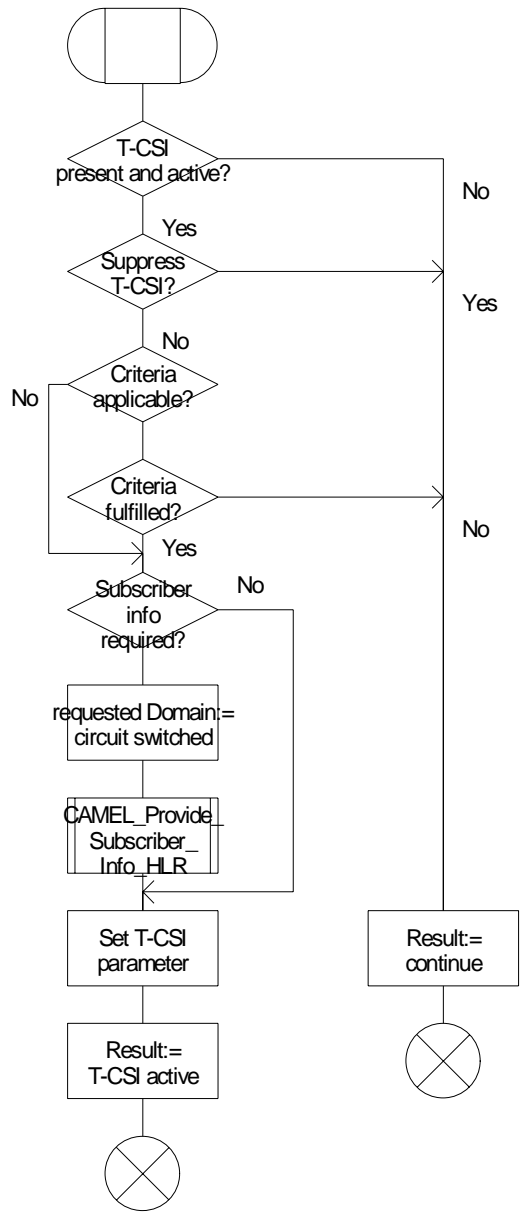 T-CSI
present and active?
No
Yes
Suppress
T-CSI?
Yes
No
Criteria
applicable?
No
Criteria
fulfilled?
No
Yes
Subscriber
info
required?
No
requested Domain:=
circuit switched
CAMEL_Provide_
Subscriber_
Info_HLR
Set T-CSI
parameter
Result:=
continue
Result:=
T-CSI active